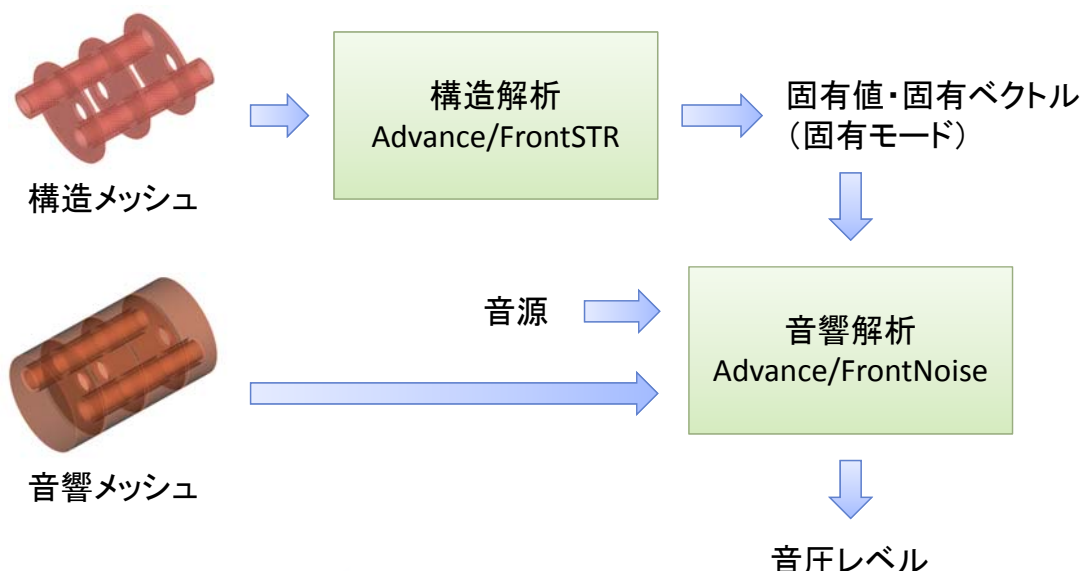 構造解析
Advance/FrontSTR
固有値・固有ベクトル
(固有モード)
構造メッシュ
音源
音響解析
Advance/FrontNoise
音響メッシュ
音圧レベル